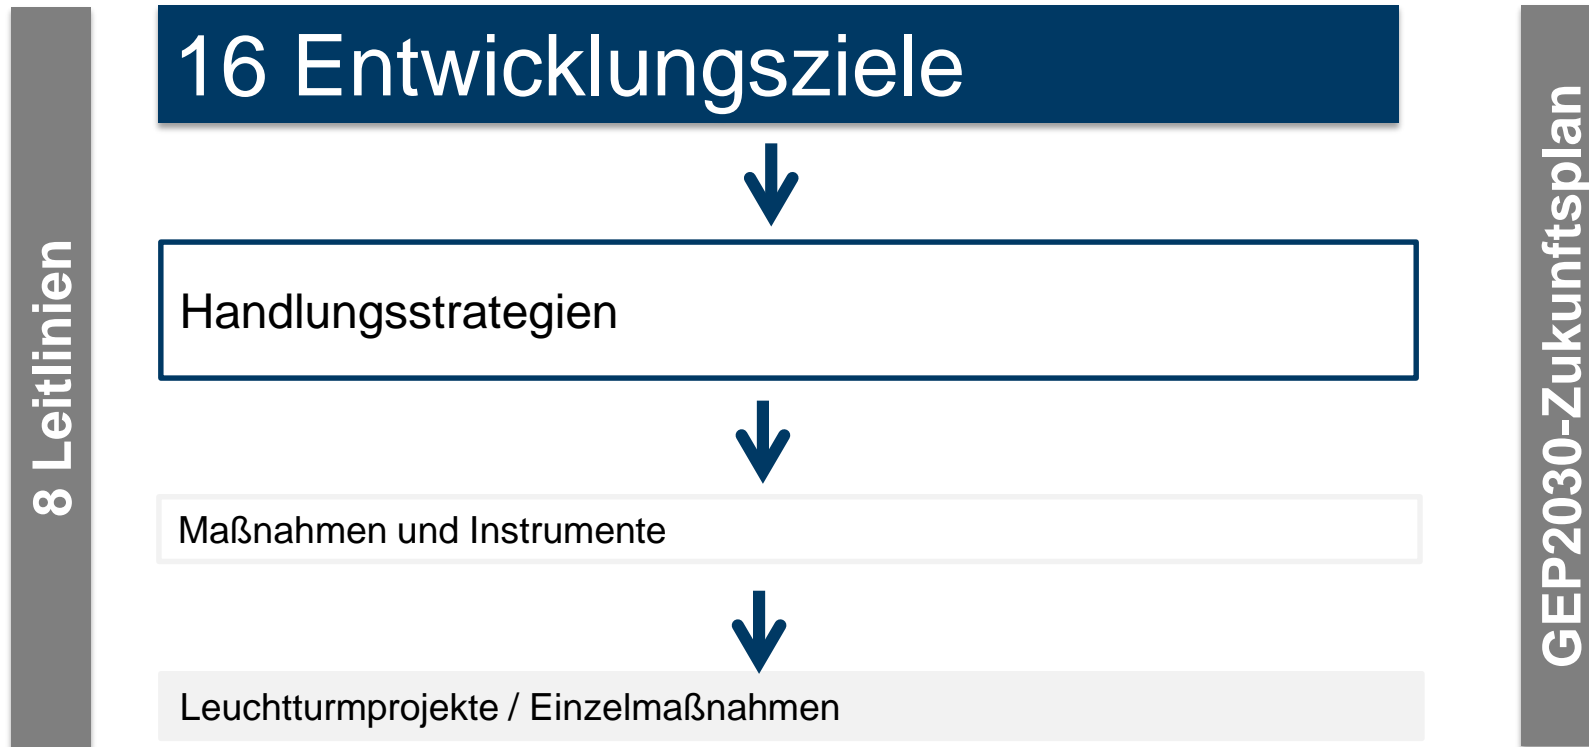 8 Leitlinien
16 Entwicklungsziele
Handlungsstrategien
Maßnahmen und Instrumente
Leuchtturmprojekte / Einzelmaßnahmen
GEP2030-Zukunftsplan